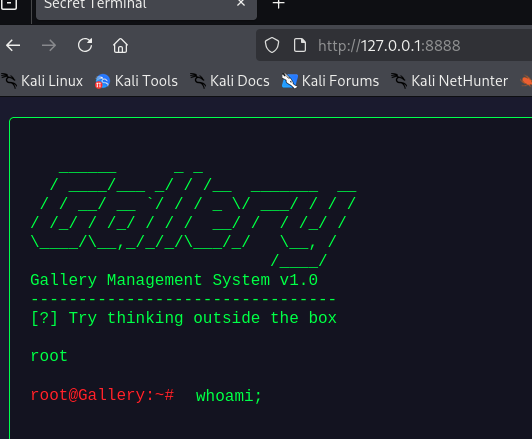 Secret Terminal
http://127.0.0.1:8888
Kali Linux Kali Tools Kali Docs Kali Forums Kali NetHunter
Gallery
Gallery Management System v1.0
--------------------------------
[?] Try thinking outside the box
root
root@Gallery:~# whoami;